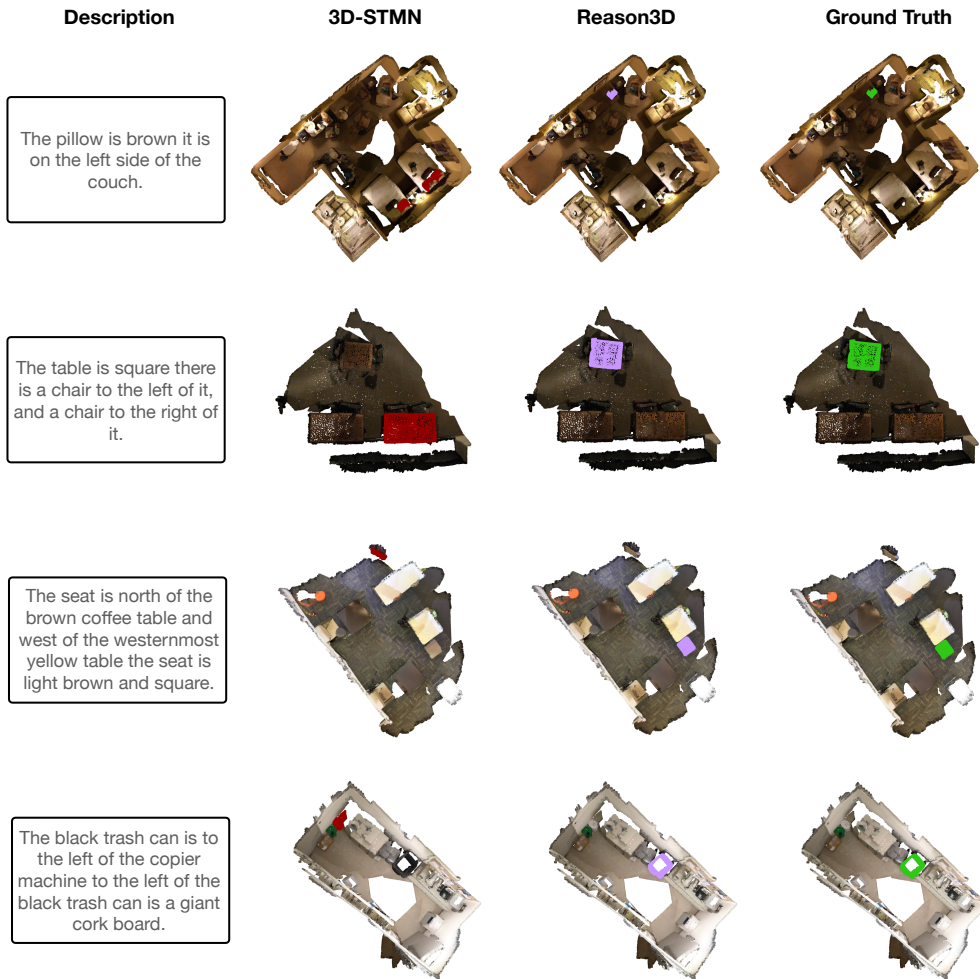 Description
3D-STMN
Reason3D
Ground Truth
The pillow is brown it is
on the left side of the
couch.
The table is square there
is a chair to the left of it,
and a chair to the right of
it.
The seat is north of the
brown coffee table and
west of the westernmost
yellow table the seat is
light brown and square.
The black trash can is to
the left of the copier
machine to the left of the
black trash can is a giant
cork board.